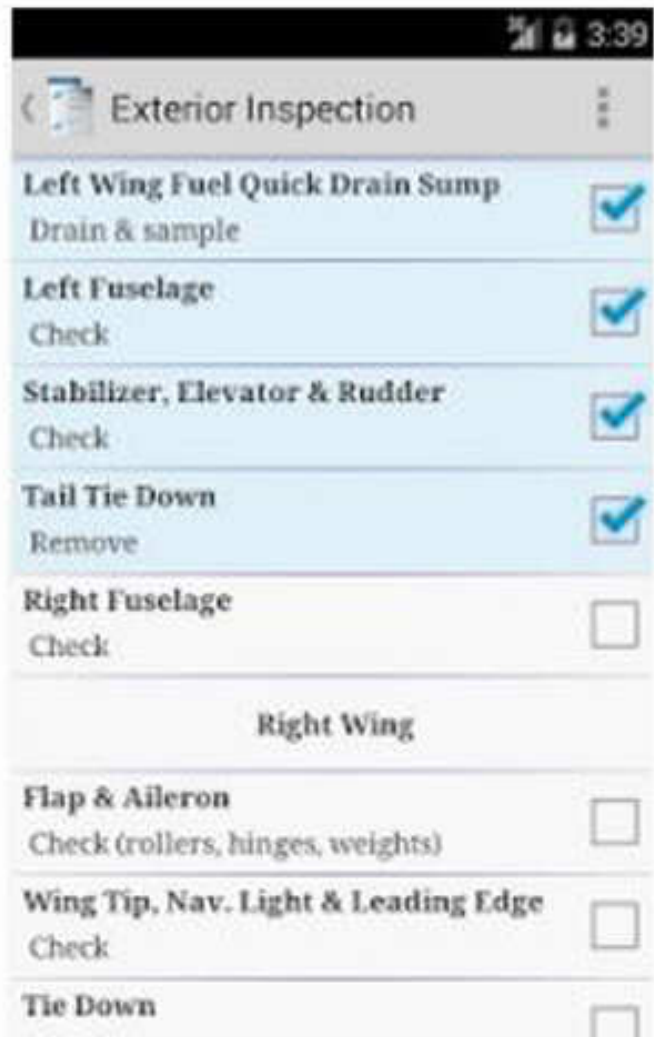 3:39
Exterior Inspection
Left Wing Fuel Quick Drain Sump
Drain & sample
Left Fuselage
Check
Stabilizer, Elevator & Rudder
Check
Tail Tie Down
Remove
Right Fuselage
Check
Right Wing
Flap & Aileron
Check (rollers, hinges, weights)
Wing Tip, Nav. Light & Leading Edge
Check
Tie Down